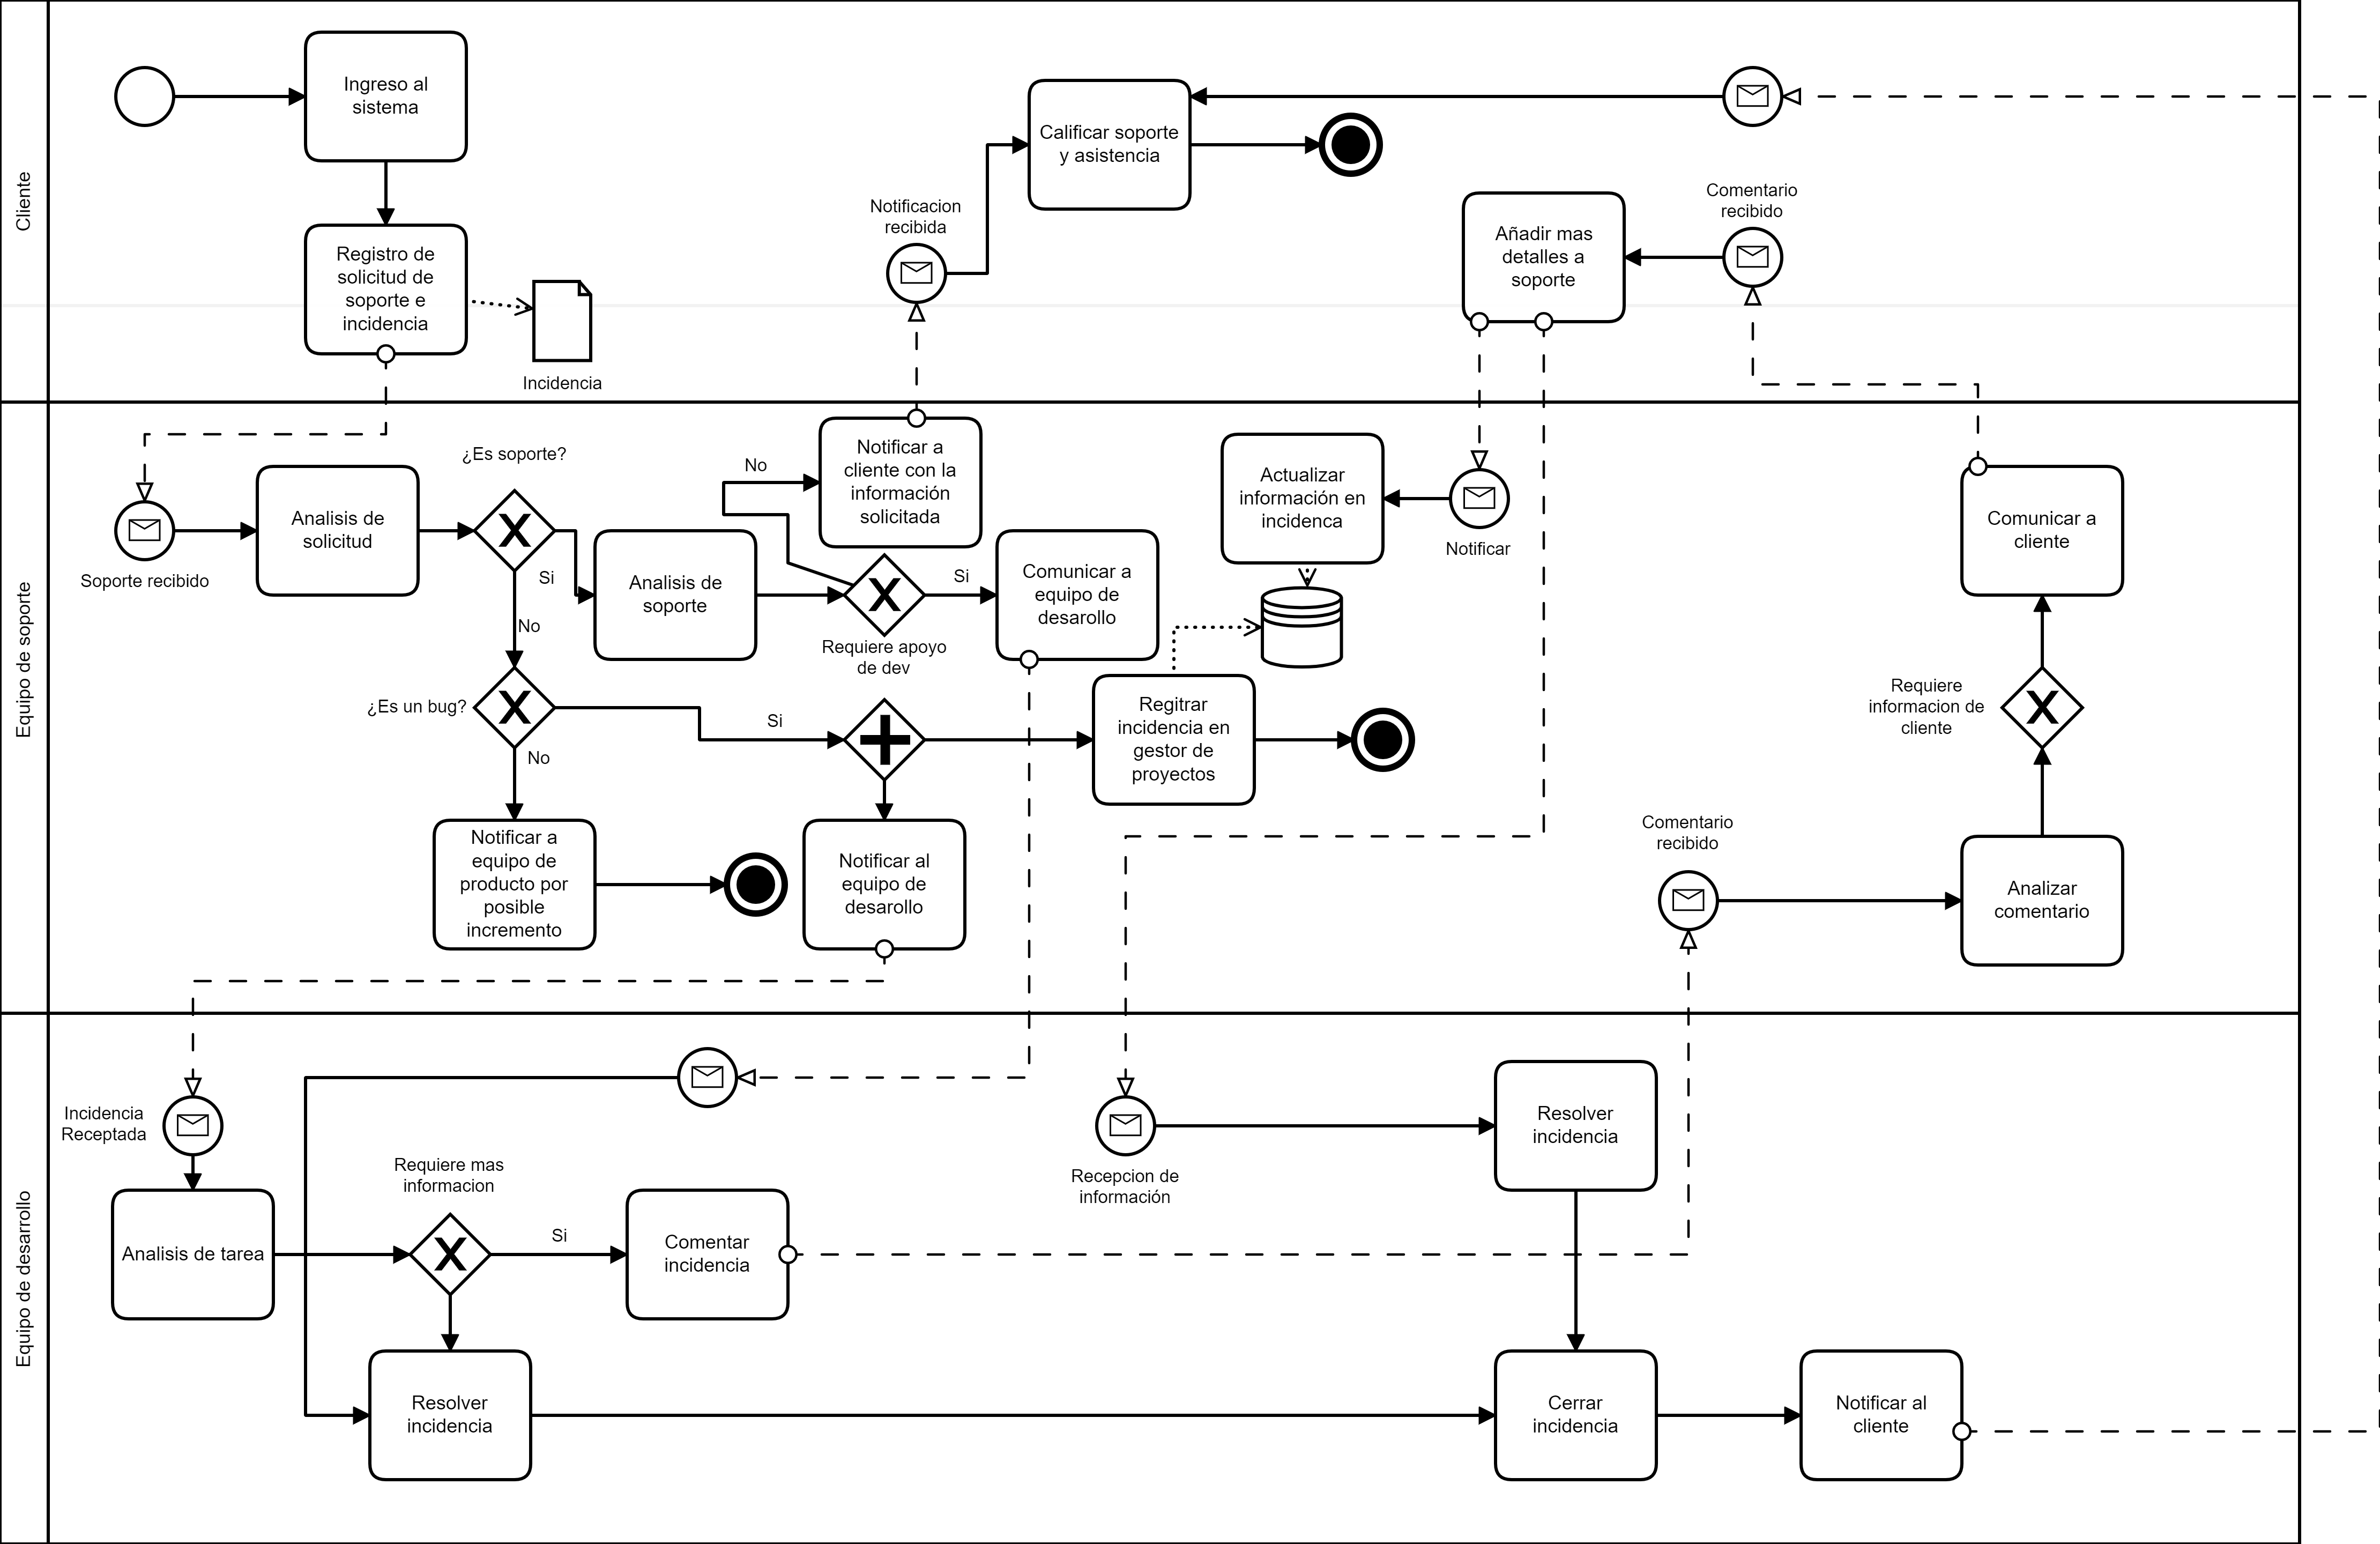 Cliente
Ingreso al
sistema
Registro de
solicitud de
soporte e
incidencia
Incidencia
Notificacion
recibida
Calificar soporte
y asistencia
Añadir mas
detalles a
soporte
Comentario
recibido
Equipo de soporte
Soporte recibido
Analisis de
solicitud
¿Es soporte?
Si
No
Analisis de
soporte
No
Notificar a
cliente con la
información
solicitada
Requiere apoyo
de dev
Si
Comunicar a
equipo de
desarollo
Actualizar
información en
incidenca
Notificar
Comunicar a
cliente
¿Es un bug?
Si
No
Regitrar
incidencia en
gestor de
proyectos
Requiere
informacion de
cliente
Notificar a
equipo de
producto por
posible
incremento
Notificar al
equipo de
desarollo
Comentario
recibido
Analizar
comentario
Equipo de desarrollo
Incidencia
Receptada
Analisis de tarea
Requiere mas
informacion
Si
Comentar
incidencia
Resolver
incidencia
Recepcion de
información
Resolver
incidencia
Cerrar
incidencia
Notificar al
cliente